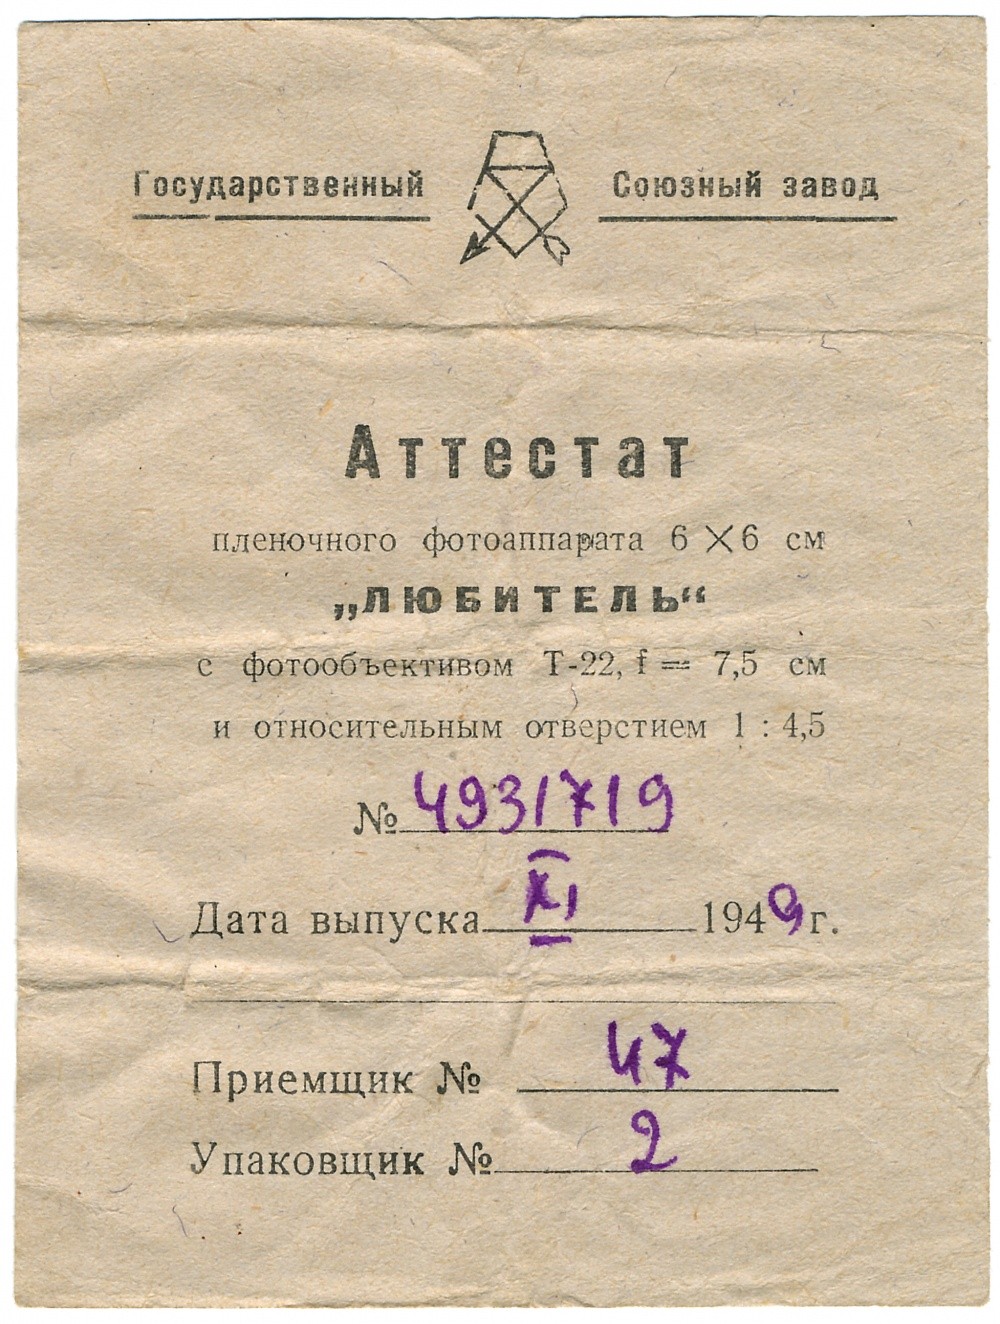 Государственный Союзный завод
Аттестат
пленочного фотоаппарата 6×6 см
„ЛЮБИТЕЛЬ“
с фотообъективом Т-22, f = 7,5 см
и относительным отверстием 1 : 4,5
№ 4931719
Дата выпуска XI 1949 г.
Приемщик № 47
Упаковщик № 2